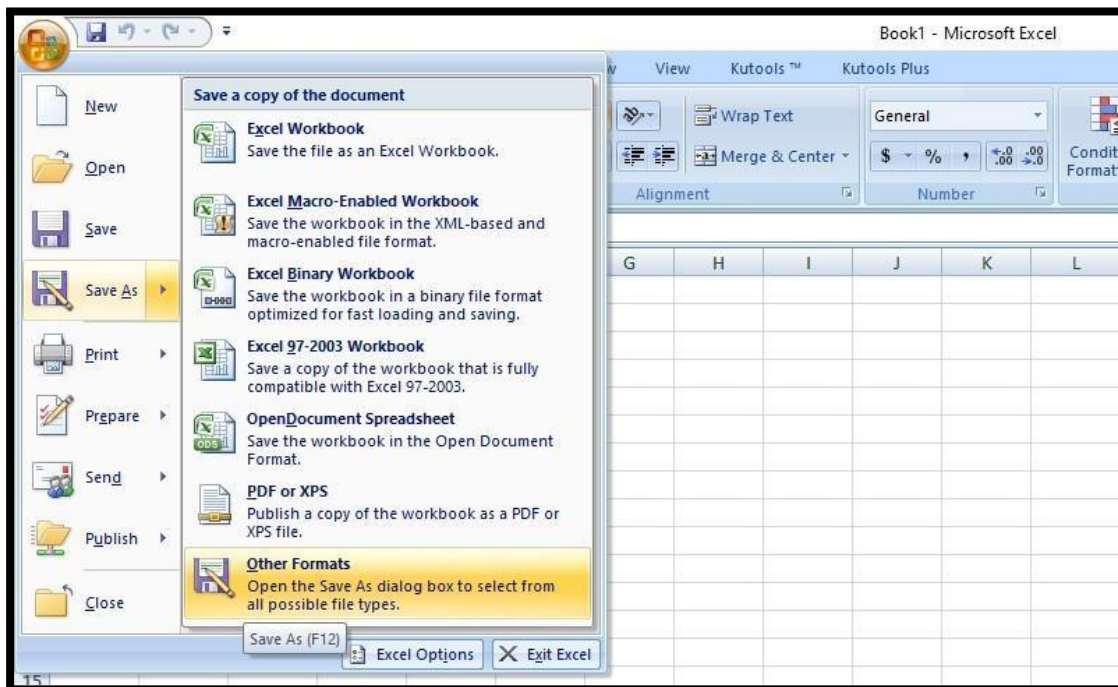 Book1 - Microsoft Excel
View Kutools ™ Kutools Plus
New
Open
Save
Save As
Print
Prepare
Send
Publish
Close
Save a copy of the document
Excel Workbook
Save the file as an Excel Workbook.
Excel Macro-Enabled Workbook
Save the workbook in the XML-based and
macro-enabled file format.
Excel Binary Workbook
Save the workbook in a binary file format
optimized for fast loading and saving.
Excel 97-2003 Workbook
Save a copy of the workbook that is fully
compatible with Excel 97-2003.
OpenDocument Spreadsheet
Save the workbook in the Open Document
Format.
PDF or XPS
Publish a copy of the workbook as a PDF or
XPS file.
Other Formats
Open the Save As dialog box to select from
all possible file types.
Save As (F12)
Excel Options Exit Excel
Wrap Text
Merge & Center
Alignment
General
$ % , .0 .00 .00 .0
Number
Condit
Format
G H I J K L
15